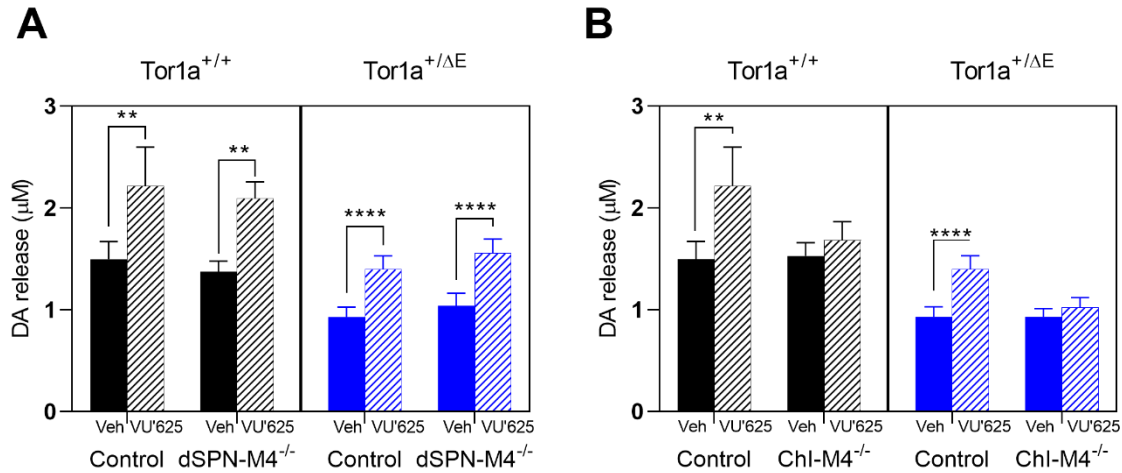 A
Tor1a+/+ Tor1a+/ΔE
3
2
1
0
DA release (µM)
** ** **** ****
Veh VU'625 Veh VU'625 Veh VU'625 Veh VU'625
Control dSPN-M4-/- Control dSPN-M4-/-
B
Tor1a+/+ Tor1a+/ΔE
3
2
1
0
DA release (µM)
** ****
Veh VU'625 Veh VU'625 Veh VU'625 Veh VU'625
Control ChI-M4-/- Control ChI-M4-/-